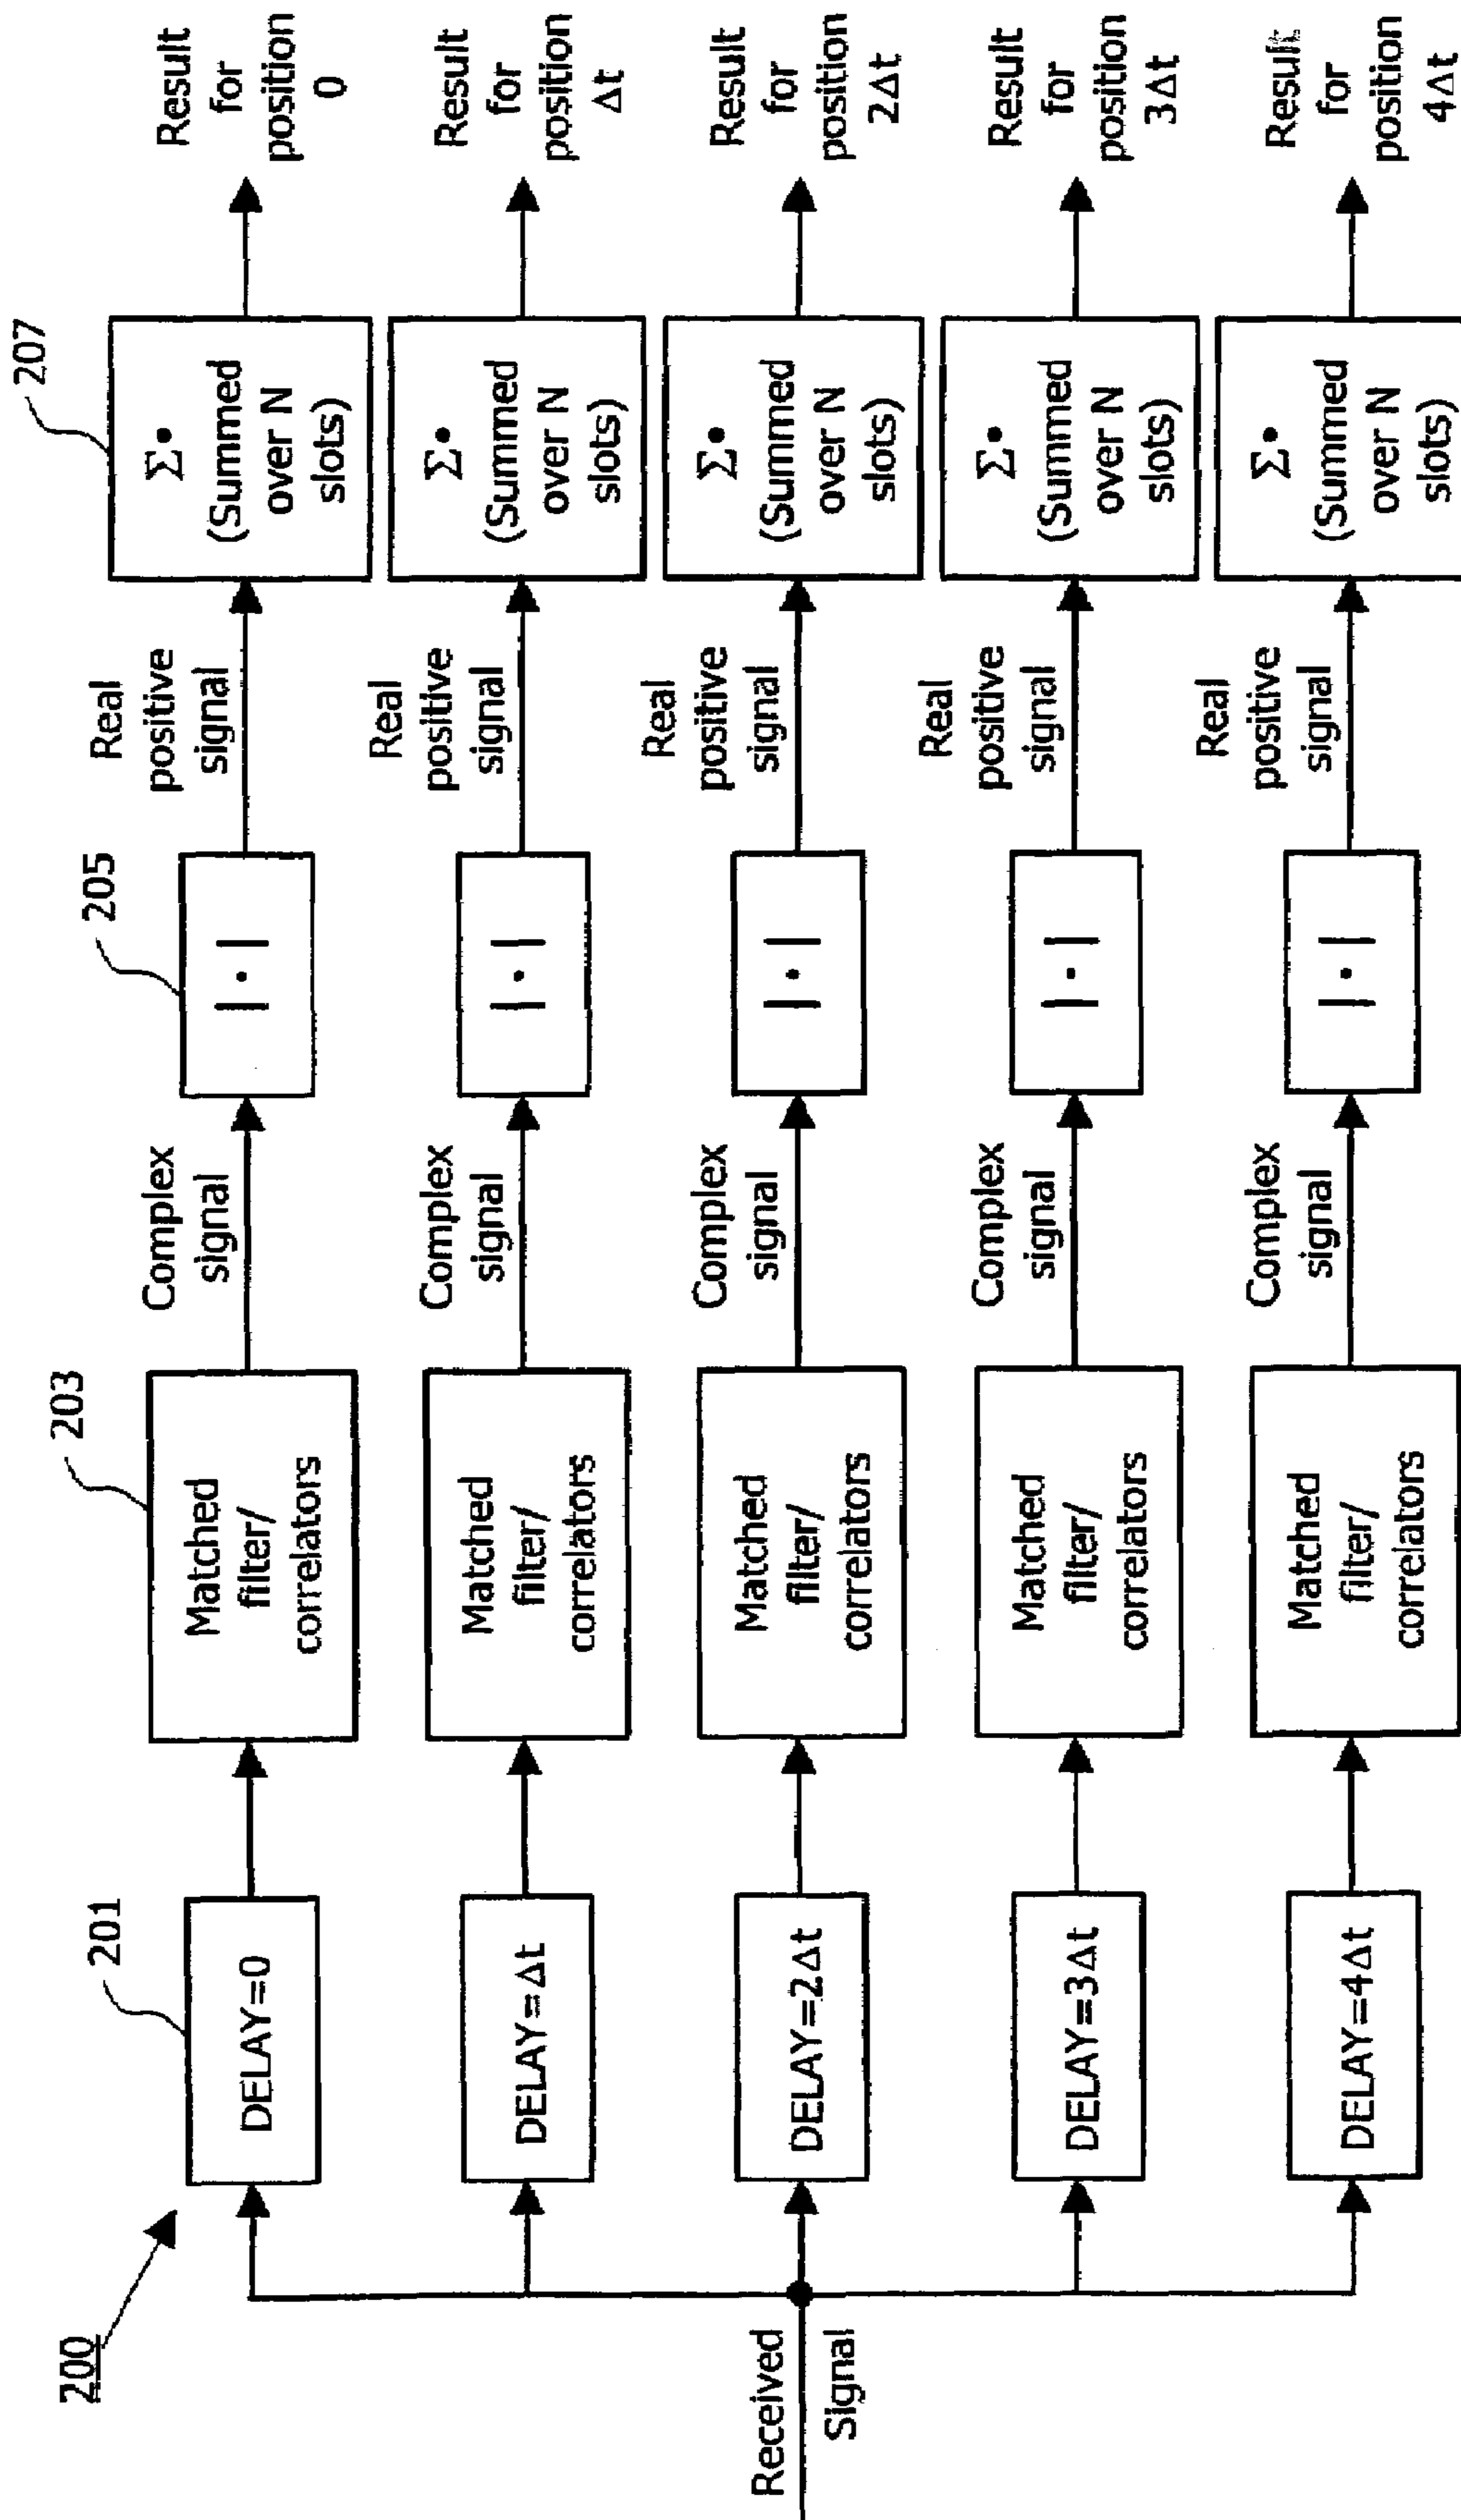 200
Received
Signal
201
203
205
207
DELAY=0
Matched
filter/
correlators
Complex
signal
|•|
Real
positive
signal
Σ•
(Summed
over N
slots)
Result
for
position
0
DELAY=Δt
Matched
filter/
correlators
Complex
signal
|•|
Real
positive
signal
Σ•
(Summed
over N
slots)
Result
for
position
Δt
DELAY=2Δt
Matched
filter/
correlators
Complex
signal
|•|
Real
positive
signal
Σ•
(Summed
over N
slots)
Result
for
position
2Δt
DELAY=3Δt
Matched
filter/
correlators
Complex
signal
|•|
Real
positive
signal
Σ•
(Summed
over N
slots)
Result
for
position
3Δt
DELAY=4Δt
Matched
filter/
correlators
Complex
signal
|•|
Real
positive
signal
Σ•
(Summed
over N
slots)
Result
for
position
4Δt